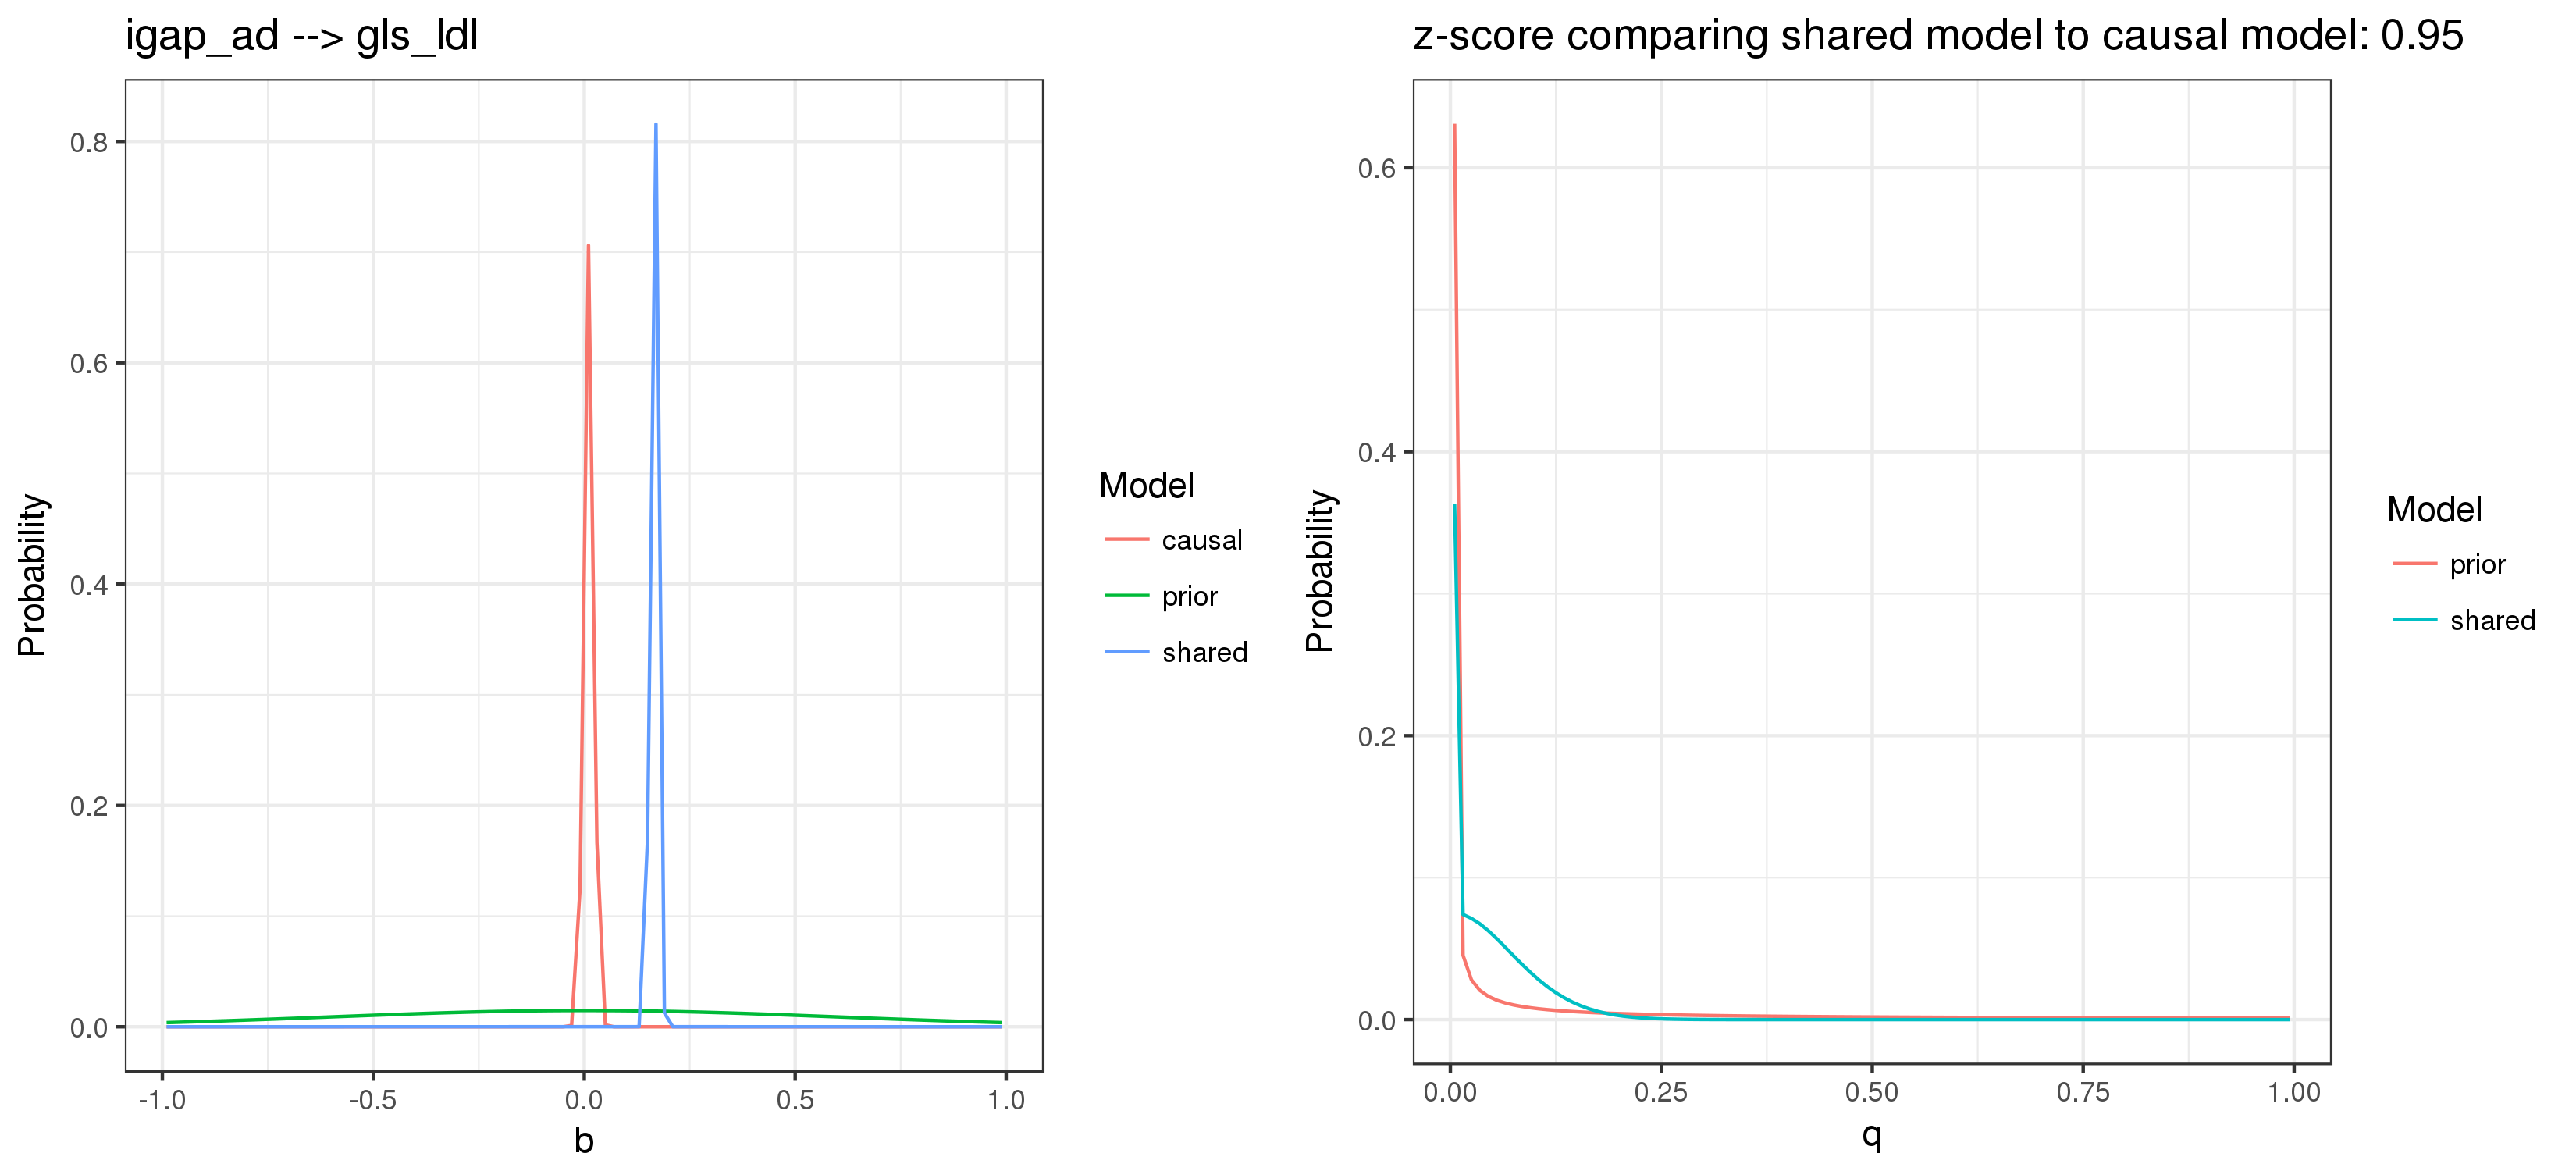 igap_ad --> gls_ldl
Probability
0.8
0.6
0.4
0.2
0.0
-1.0 -0.5 0.0 0.5 1.0
b
Model
causal
prior
shared
z-score comparing shared model to causal model: 0.95
Probability
0.6
0.4
0.2
0.0
0.00 0.25 0.50 0.75 1.00
q
Model
prior
shared